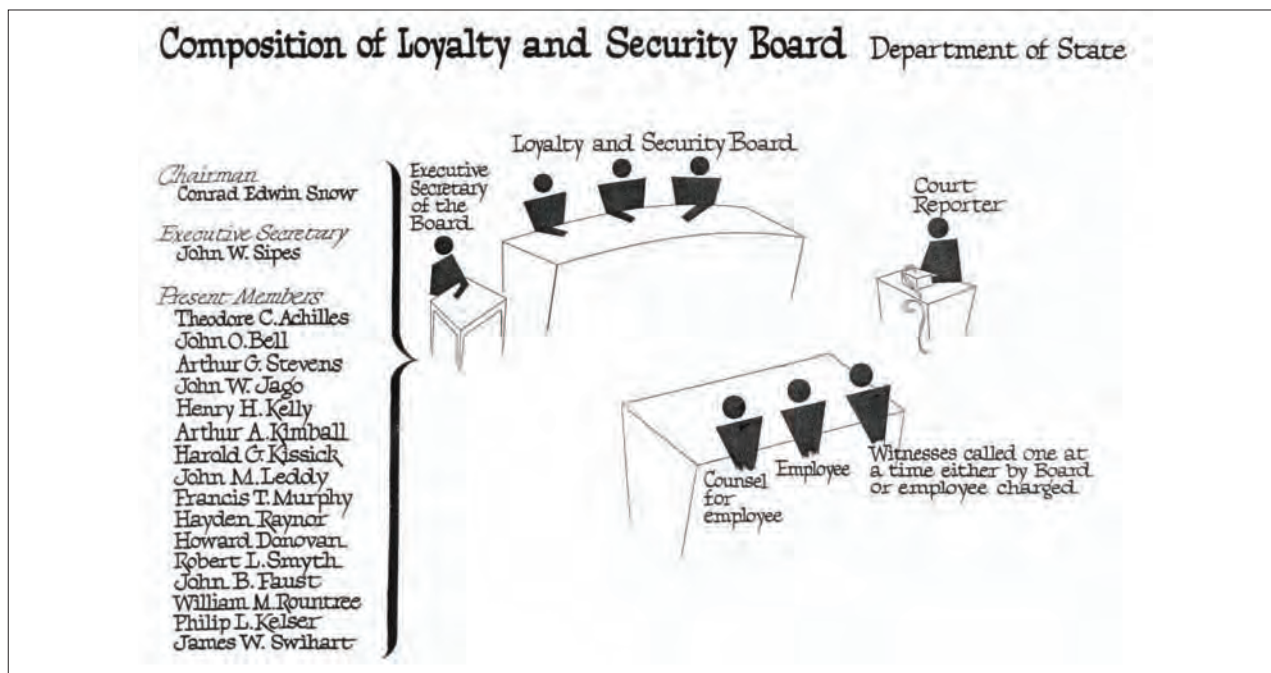 Composition of Loyalty and Security Board Department of State
Chairman
Conrad Edwin Snow
Executive Secretary
John W. Sipes
Present Members
Theodore C. Achilles
John O. Bell
Arthur G. Stevens
John W. Jago
Henry H. Kelly
Arthur A. Kimball
Harold G. Kissick
John M. Leddy
Francis T. Murphy
Hayden Raynor
Howard Donovan
Robert L. Smyth
John B. Faust
William M. Rountree
Philip L. Kelser
James W. Swihart
Executive
Secretary
of the
Board
Loyalty and Security Board
Court
Reporter
Counsel
for
employee
Employee
Witnesses called one at
a time either by Board
or employee charged.